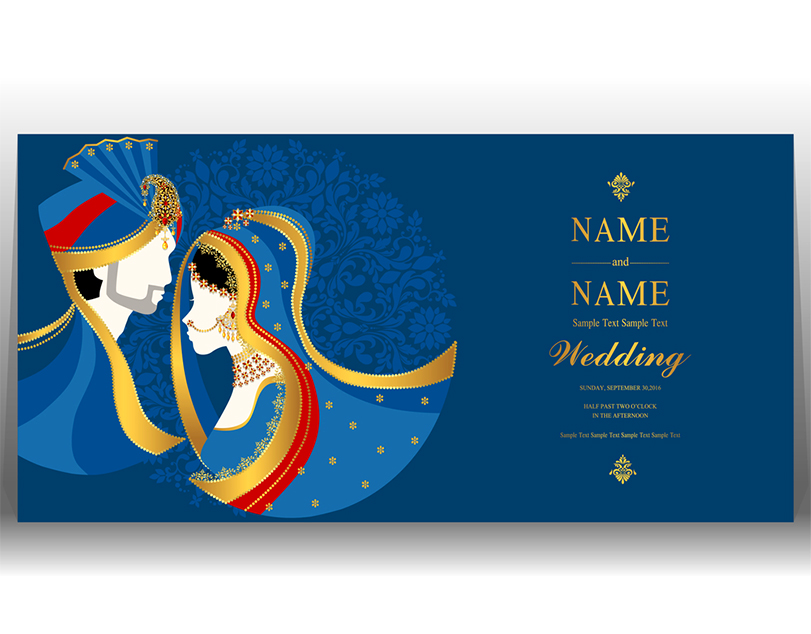 NAME
and
NAME
Sample Text Sample Text
Wedding
SUNDAY, SEPTEMBER 30,2016
HALF PAST TWO O'CLOCK
IN THE AFTERNOON
Sample Text Sample Text Sample Text Sample Text